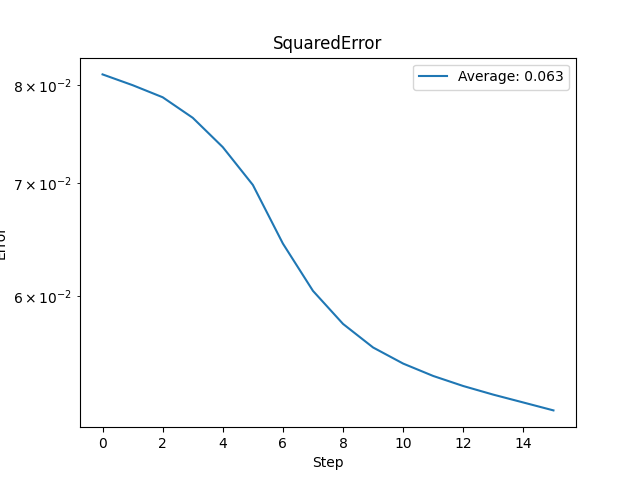 SquaredError
Average: 0.063
8 × 10⁻²
7 × 10⁻²
6 × 10⁻²
Error
0 2 4 6 8 10 12 14
Step